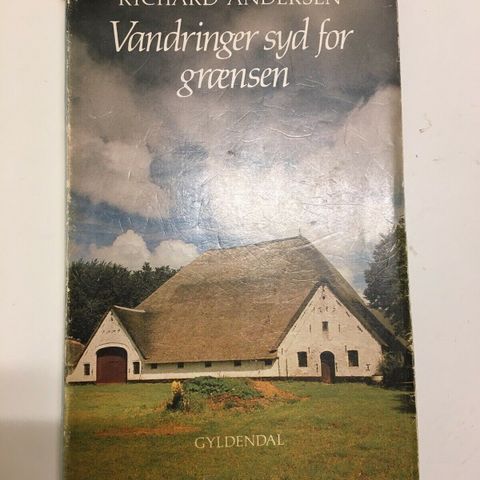 RICHARD ANDERSEN
Vandringer syd for
grænsen
GYLDENDAL